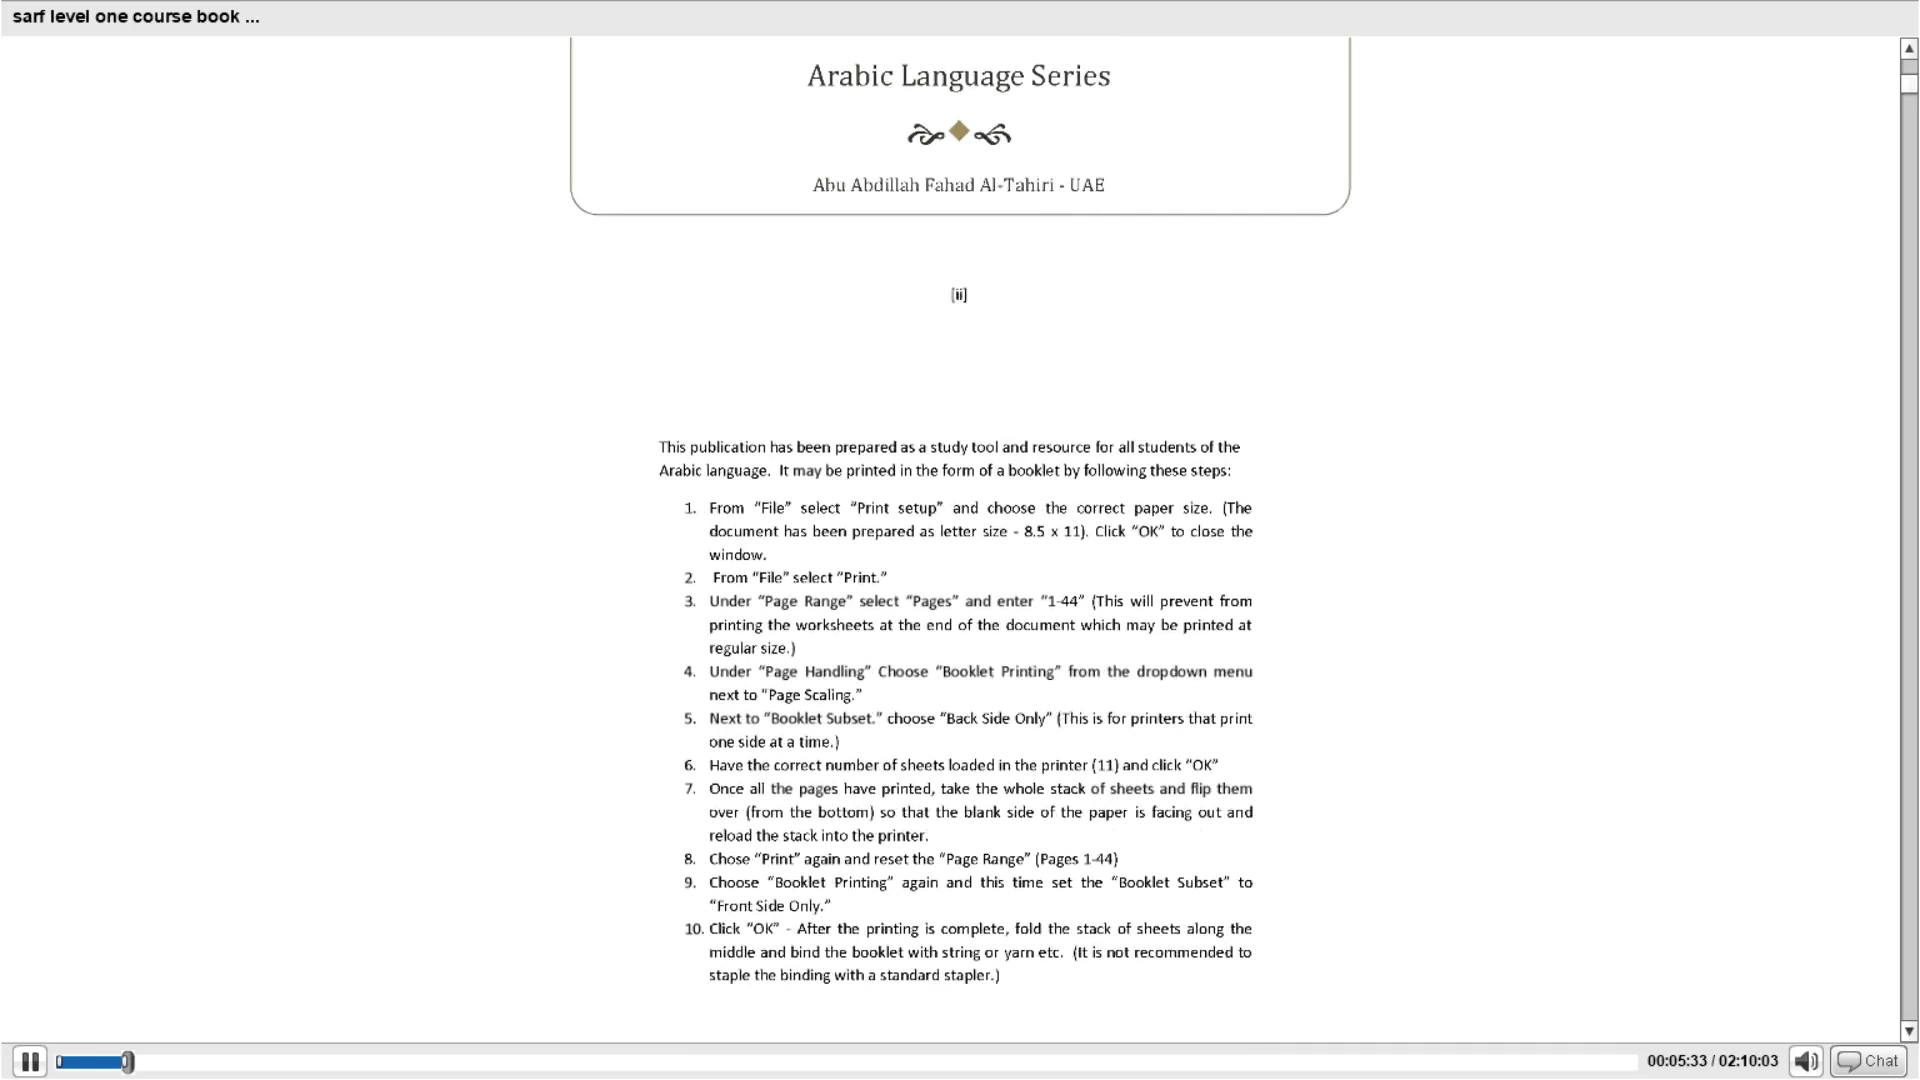 sarf level one course book ...
Arabic Language Series
Abu Abdillah Fahad Al-Tahiri - UAE
[ii]
This publication has been prepared as a study tool and resource for all students of the
Arabic language.  It may be printed in the form of a booklet by following these steps:
1. From “File” select “Print setup” and choose the correct paper size. (The
document has been prepared as letter size - 8.5 x 11). Click “OK” to close the
window.
2. From “File” select “Print.”
3. Under “Page Range” select “Pages” and enter “1-44” (This will prevent from
printing the worksheets at the end of the document which may be printed at
regular size.)
4. Under “Page Handling” Choose “Booklet Printing” from the dropdown menu
next to “Page Scaling.”
5. Next to “Booklet Subset.” choose “Back Side Only” (This is for printers that print
one side at a time.)
6. Have the correct number of sheets loaded in the printer (11) and click “OK”
7. Once all the pages have printed, take the whole stack of sheets and flip them
over (from the bottom) so that the blank side of the paper is facing out and
reload the stack into the printer.
8. Chose “Print” again and reset the “Page Range” (Pages 1-44)
9. Choose “Booklet Printing” again and this time set the “Booklet Subset” to
“Front Side Only.”
10. Click “OK” - After the printing is complete, fold the stack of sheets along the
middle and bind the booklet with string or yarn etc.  (It is not recommended to
staple the binding with a standard stapler.)
00:05:33 / 02:10:03
Chat